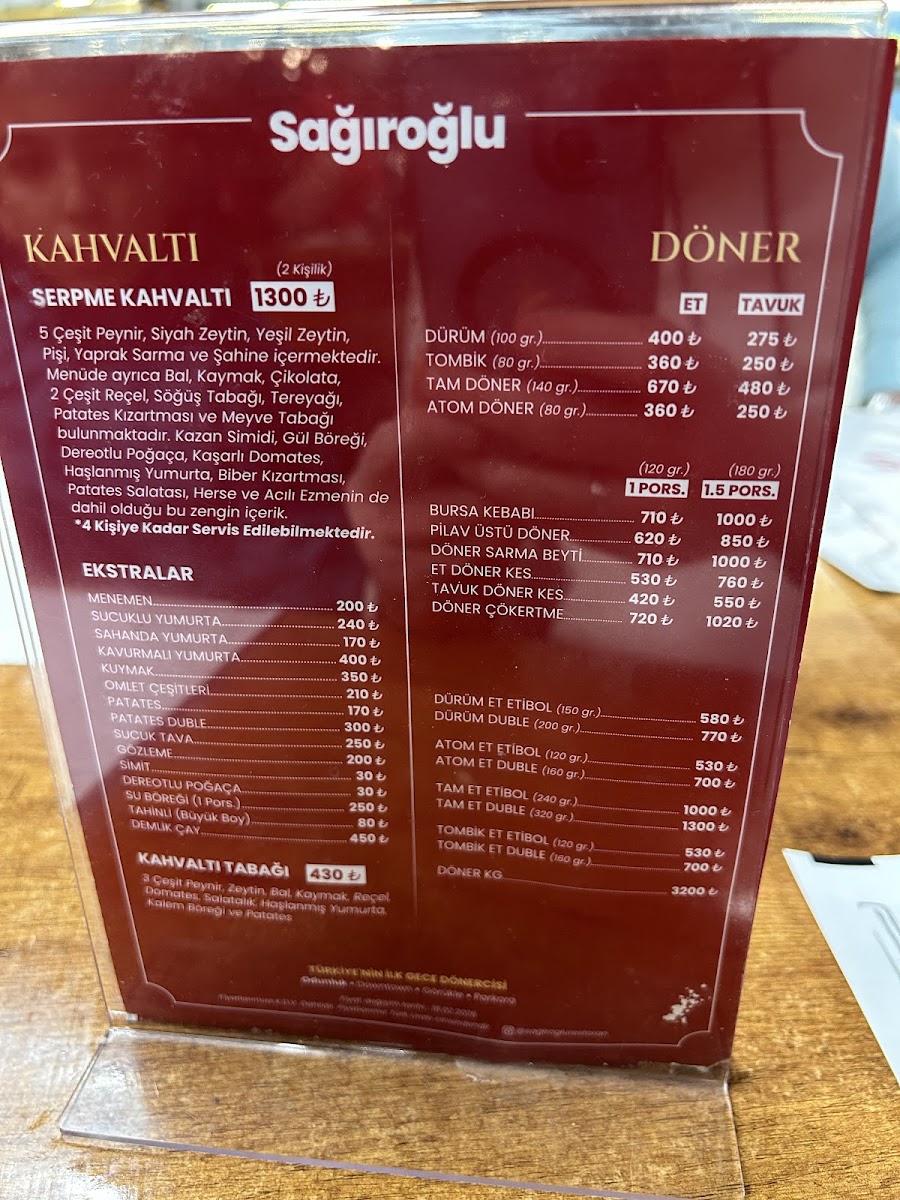 Sağıroğlu
KAHVALTI
(2 Kişilik)
SERPME KAHVALTI 1300 ₺
5 Çeşit Peynir, Siyah Zeytin, Yeşil Zeytin,
Pişi, Yaprak Sarma ve Şahine içermektedir.
Menüde ayrıca Bal, Kaymak, Çikolata,
2 Çeşit Reçel, Söğüş Tabağı, Tereyağı,
Patates Kızartması ve Meyve Tabağı
bulunmaktadır. Kazan Simidi, Gül Böreği,
Dereotlu Poğaça, Kaşarlı Domates,
Haşlanmış Yumurta, Biber Kızartması,
Patates Salatası, Herse ve Acılı Ezmenin de
dahil olduğu bu zengin içerik.
*4 Kişiye Kadar Servis Edilebilmektedir.
EKSTRALAR
MENEMEN 200 ₺
SUCUKLU YUMURTA 240 ₺
SAHANDA YUMURTA 170 ₺
KAVURMALI YUMURTA 400 ₺
KUYMAK 350 ₺
OMLET ÇEŞİTLERİ 210 ₺
PATATES 170 ₺
PATATES DUBLE 300 ₺
SUCUK TAVA 250 ₺
GÖZLEME 200 ₺
SİMİT 30 ₺
DEREOTLU POĞAÇA 30 ₺
SU BÖREĞİ (1 Pors.) 250 ₺
TAHİNLİ (Büyük Boy) 80 ₺
DEMLİK ÇAY 450 ₺
KAHVALTI TABAĞI 430 ₺
3 Çeşit Peynir, Zeytin, Bal, Kaymak, Reçel,
Domates, Salatalık, Haşlanmış Yumurta,
Kalem Böreği ve Patates
DÖNER
ET TAVUK
DÜRÜM (100 gr.) 400 ₺ 275 ₺
TOMBİK (80 gr.) 360 ₺ 250 ₺
TAM DÖNER (140 gr.) 670 ₺ 480 ₺
ATOM DÖNER (80 gr.) 360 ₺ 250 ₺
(120 gr.) (180 gr.)
1 PORS. 1.5 PORS.
BURSA KEBABI 710 ₺ 1000 ₺
PİLAV ÜSTÜ DÖNER 620 ₺ 850 ₺
DÖNER SARMA BEYTİ 710 ₺ 1000 ₺
ET DÖNER KES 530 ₺ 760 ₺
TAVUK DÖNER KES 420 ₺ 550 ₺
DÖNER ÇÖKERTME 720 ₺ 1020 ₺
DÜRÜM ET ETİBOL (150 gr.) 580 ₺
DÜRÜM DUBLE (200 gr.) 770 ₺
ATOM ET ETİBOL (120 gr.) 530 ₺
ATOM ET DUBLE (160 gr.) 700 ₺
TAM ET ETİBOL (240 gr.) 1000 ₺
TAM ET DUBLE (320 gr.) 1300 ₺
TOMBİK ET ETİBOL (120 gr.) 530 ₺
TOMBİK ET DUBLE (160 gr.) 700 ₺
DÖNER KG 3200 ₺
TÜRKİYE'NİN İLK GECE DÖNERCİSİ
Odunluk • Downtown • Görükle •